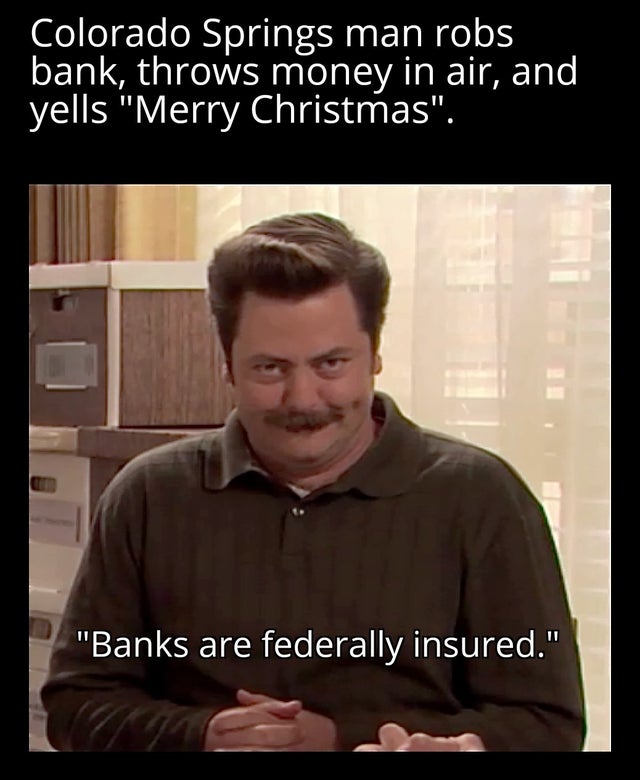 Colorado Springs man robs
bank, throws money in air, and
yells "Merry Christmas".
"Banks are federally insured."